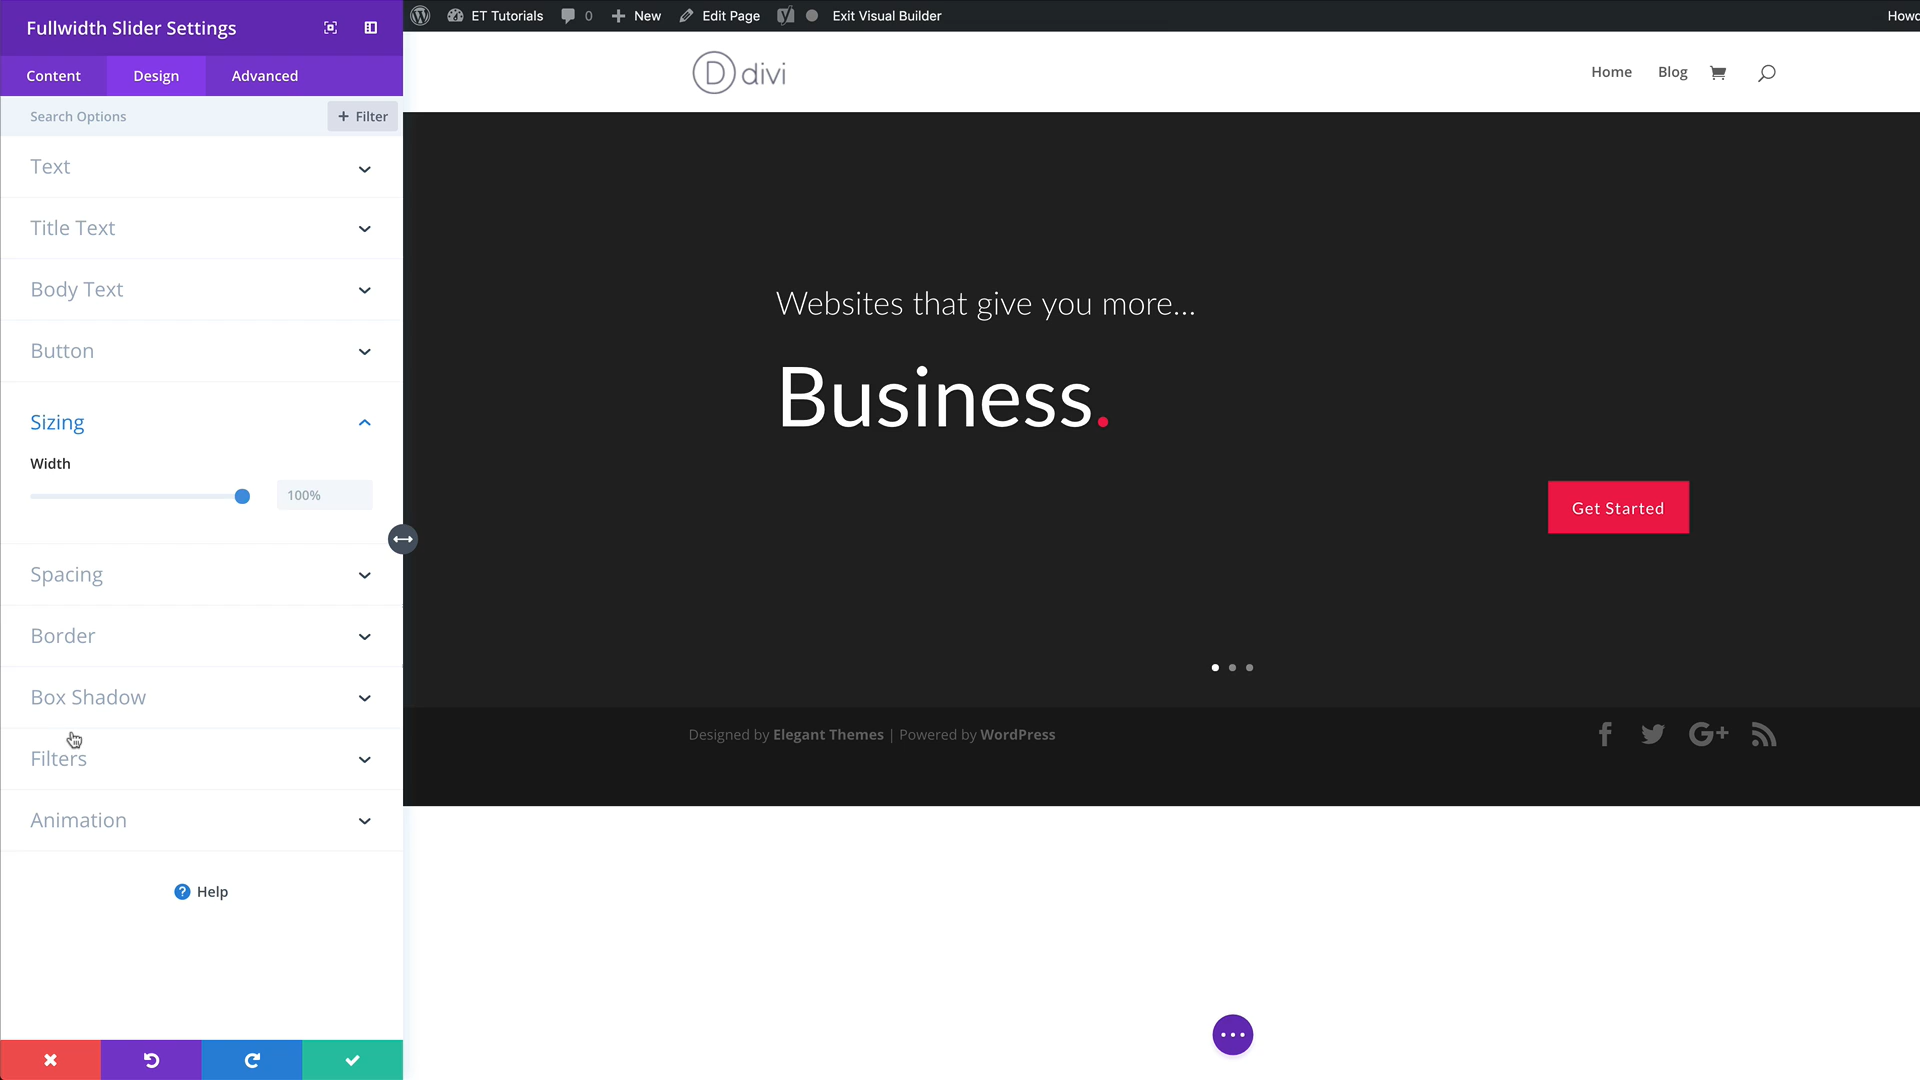 Fullwidth Slider Settings
ET Tutorials
0
New
Edit Page
Exit Visual Builder
Howd
Content
Design
Advanced
Search Options
+ Filter
D divi
Home
Blog
Text
Title Text
Body Text
Button
Sizing
Width
100%
Spacing
Border
Box Shadow
Filters
Animation
? Help
Websites that give you more...
Business.
Get Started
Designed by Elegant Themes | Powered by WordPress
G+